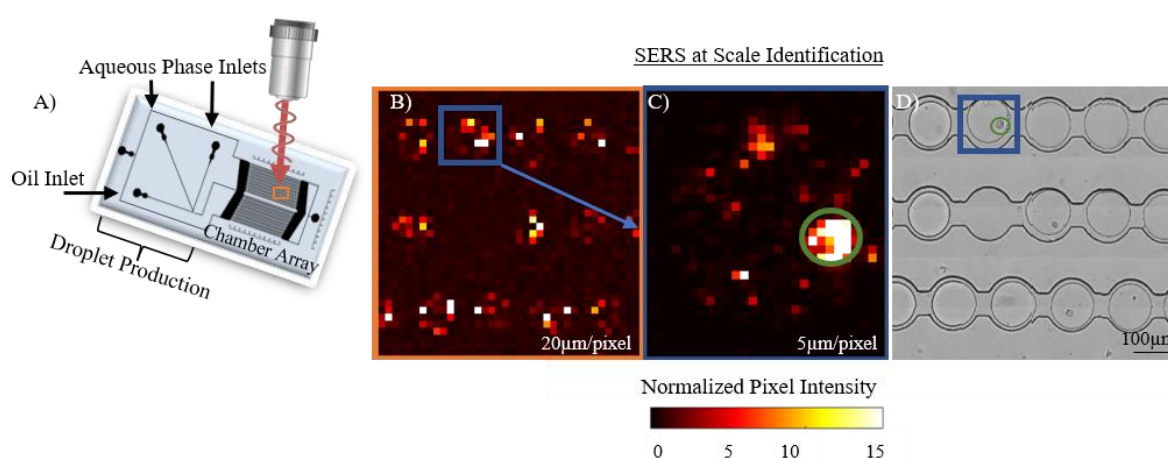 SERS at Scale Identification
A)
Aqueous Phase Inlets
Oil Inlet
Droplet Production
Chamber Array
B)
20µm/pixel
C)
5µm/pixel
D)
100µm
Normalized Pixel Intensity
0 5 10 15